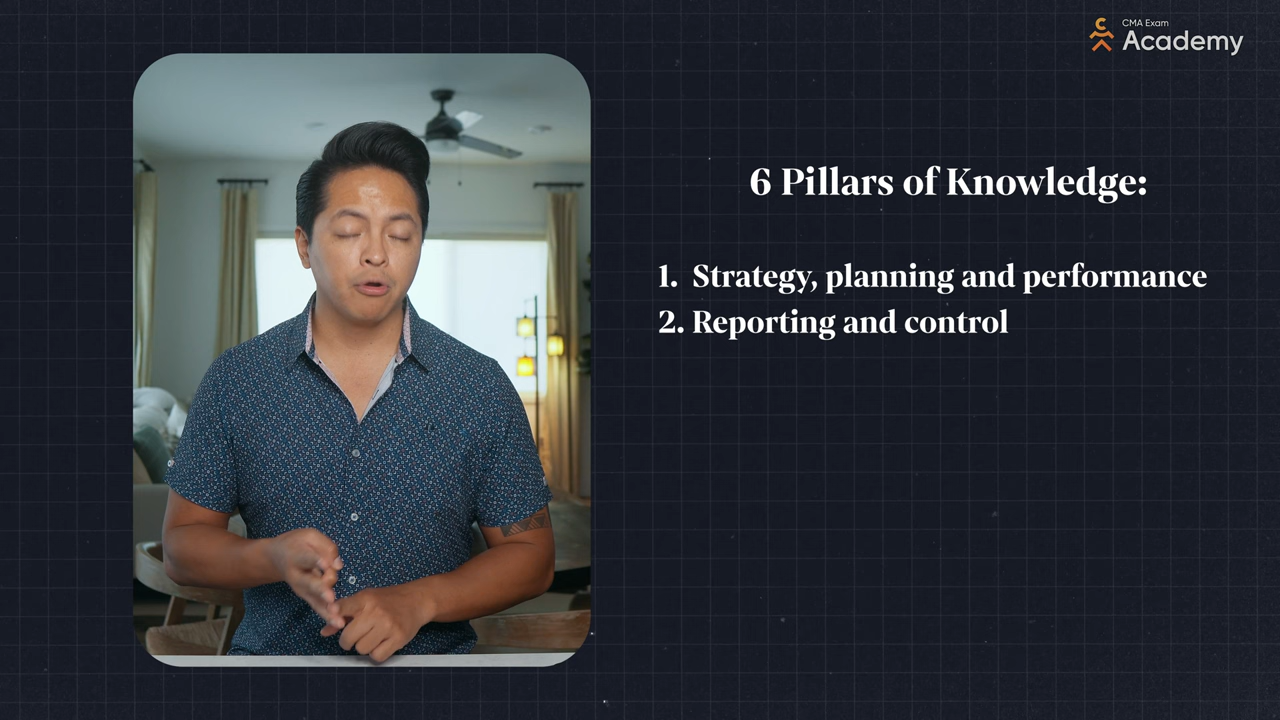 CMA Exam
Academy
6 Pillars of Knowledge:
1. Strategy, planning and performance
2. Reporting and control